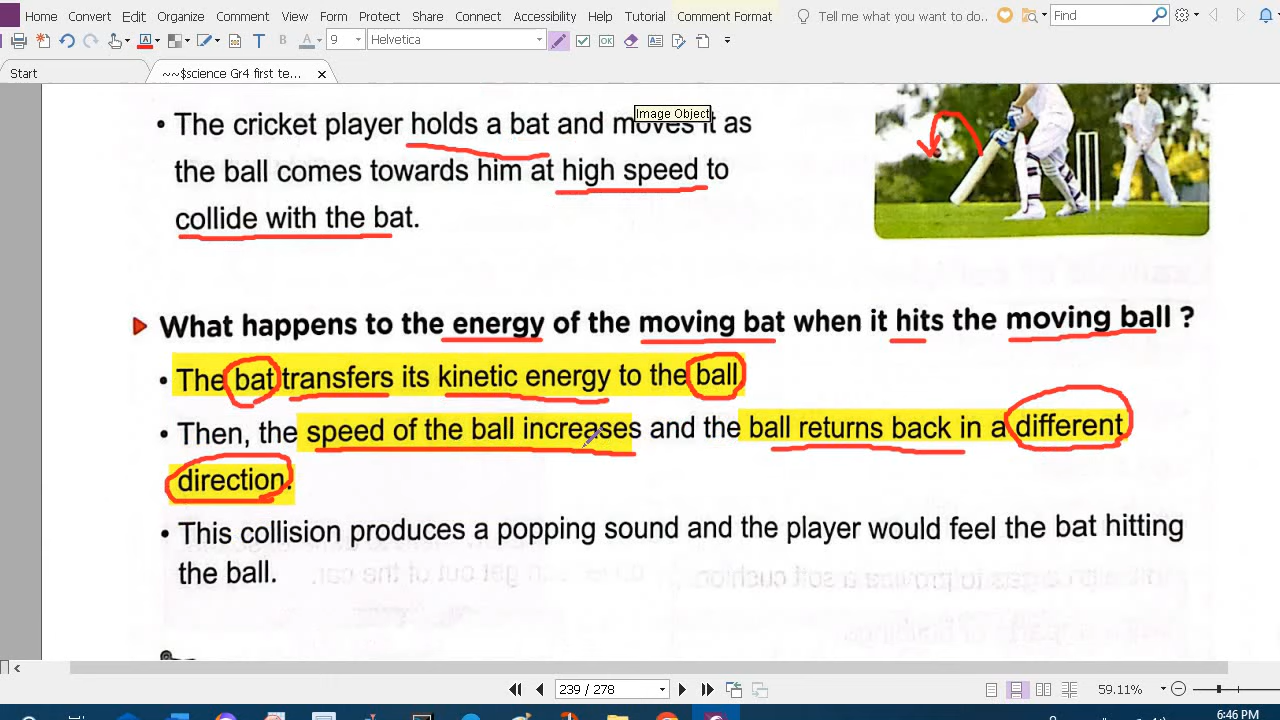 Home Convert Edit Organize Comment View Form Protect Share Connect Accessibility Help Tutorial Comment Format Tell me what you want to do.. Find
9 Helvetica
Start ~~$science Gr4 first te... ×
Image Object
• The cricket player holds a bat and moves it as
the ball comes towards him at high speed to
collide with the bat.
What happens to the energy of the moving bat when it hits the moving ball ?
• The bat transfers its kinetic energy to the ball
• Then, the speed of the ball increases and the ball returns back in a different
direction.
• This collision produces a popping sound and the player would feel the bat hitting
the ball.
239 / 278 59.11%
6:46 PM